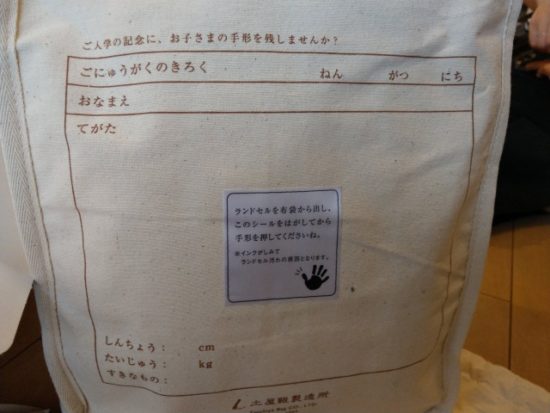 ご入学の記念に、お子さまの手形を残しませんか？
ごにゅうがくのきろく ねん がつ にち
おなまえ
てがた
ランドセルを布袋から出し、
このシールをはがしてから
手形を押してくださいね。
※インクがしみて
ランドセル汚れの原因となります。
しんちょう： cm
たいじゅう： kg
すきなもの：
土屋鞄製造所
Tsuchiya Bag Co., Ltd.